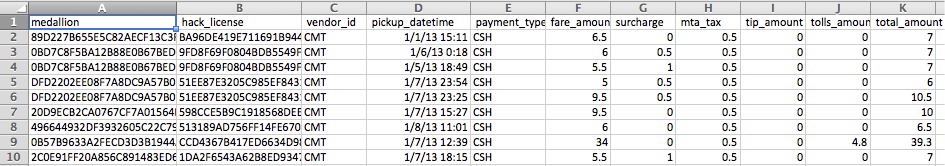 A B C D E F G H I J K
1 medallion hack_license vendor_id pickup_datetime payment_type fare_amoun surcharge mta_tax tip_amount tolls_amoun total_amount
2 89D227B655E5C82AECF13C3F BA96DE419E711691B944 CMT 1/1/13 15:11 CSH 6.5 0 0.5 0 0 7
3 0BD7C8F5BA12B88E0B67BED 9FD8F69F0804BDB5549F CMT 1/6/13 0:18 CSH 6 0.5 0.5 0 0 7
4 0BD7C8F5BA12B88E0B67BED 9FD8F69F0804BDB5549F CMT 1/5/13 18:49 CSH 5.5 1 0.5 0 0 7
5 DFD2202EE08F7A8DC9A57B0 51EE87E3205C985EF843 CMT 1/7/13 23:54 CSH 5 0.5 0.5 0 0 6
6 DFD2202EE08F7A8DC9A57B0 51EE87E3205C985EF843 CMT 1/7/13 23:25 CSH 9.5 0.5 0.5 0 0 10.5
7 20D9ECB2CA0767CF7A01564 598CCE5B9C1918568DEE CMT 1/7/13 15:27 CSH 9.5 0 0.5 0 0 10
8 496644932DF3932605C22C79 513189AD756FF14FE670 CMT 1/8/13 11:01 CSH 6 0 0.5 0 0 6.5
9 0B57B9633A2FECD3D3B1944 CCD4367B417ED6634D98 CMT 1/7/13 12:39 CSH 34 0 0.5 0 4.8 39.3
10 2C0E91FF20A856C891483ED6 1DA2F6543A62B8ED9347 CMT 1/7/13 18:15 CSH 5.5 1 0.5 0 0 7